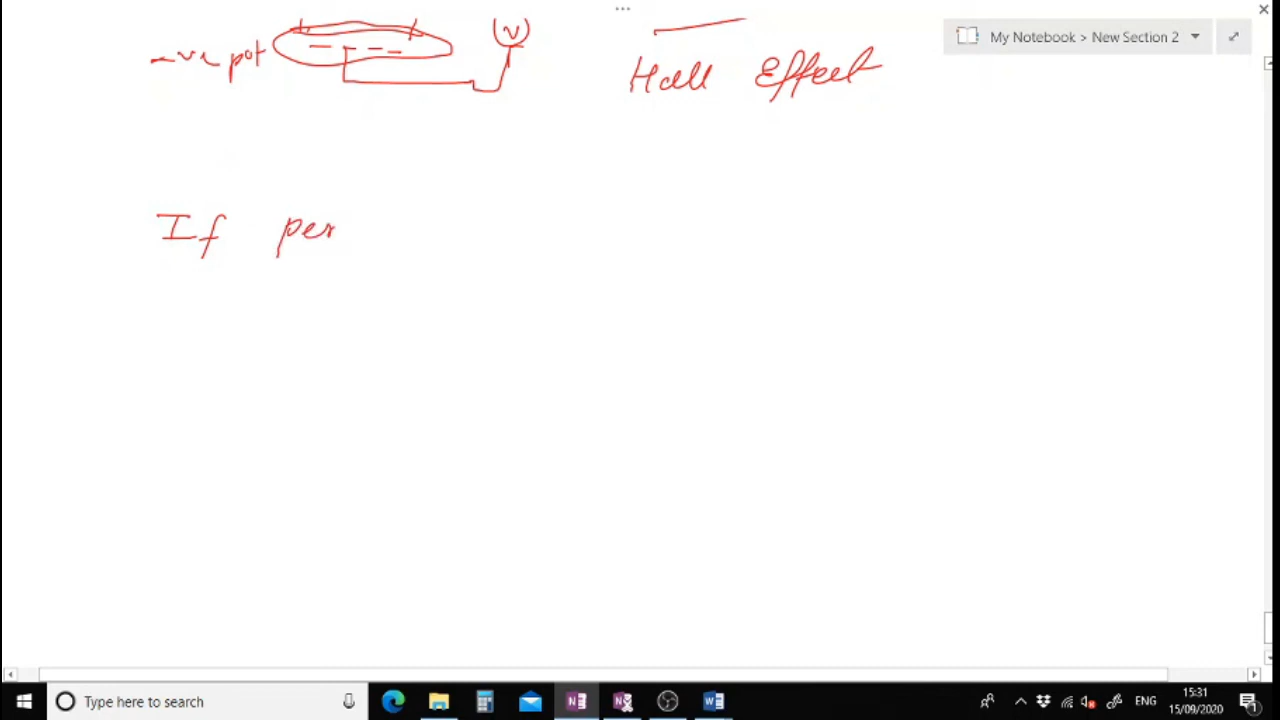 ...
My Notebook > New Section 2
-ve pot
V
Hall Effect
If per
Type here to search
ENG
15:31
15/09/2020
1